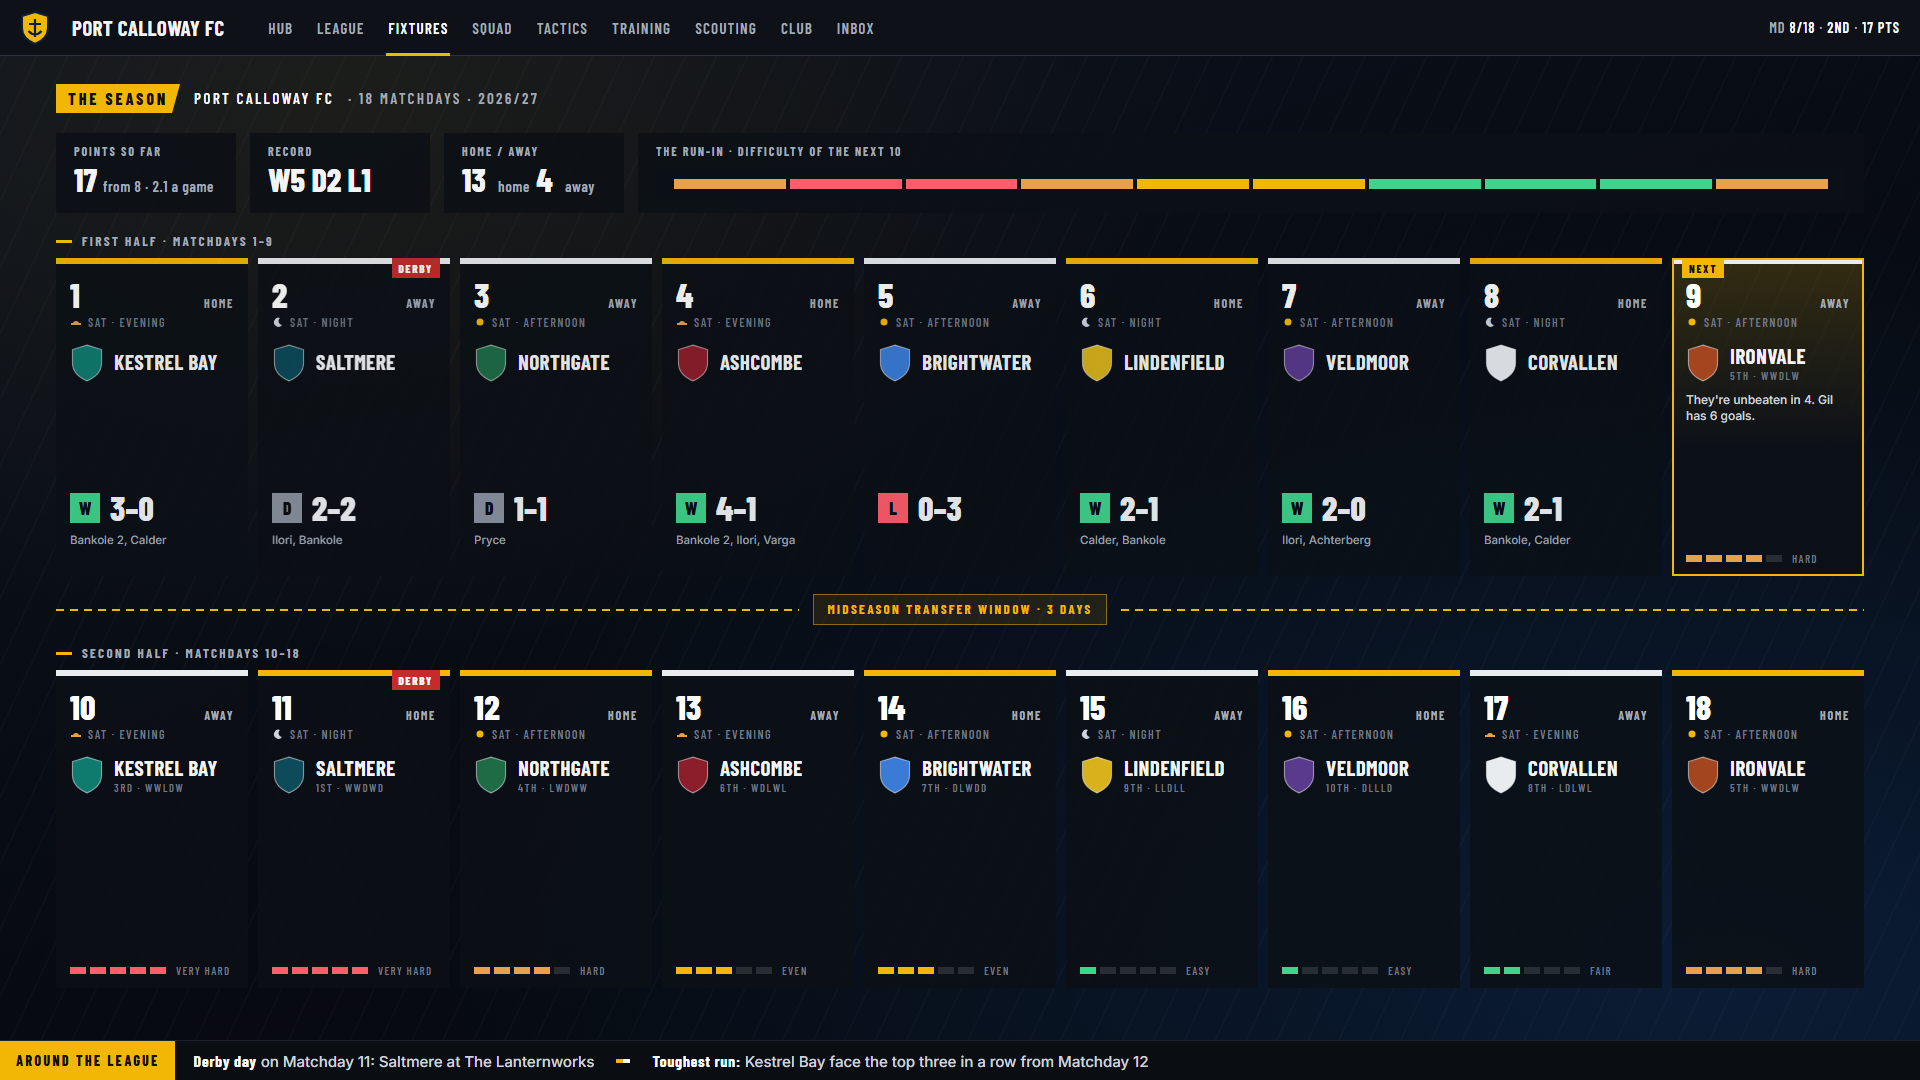 PORT CALLOWAY FC HUB LEAGUE FIXTURES SQUAD TACTICS TRAINING SCOUTING CLUB INBOX MD 8/18 · 2ND · 17 PTS
THE SEASON PORT CALLOWAY FC · 18 MATCHDAYS · 2026/27
POINTS SO FAR
17 from 8 · 2.1 a game
RECORD
W5 D2 L1
HOME / AWAY
13 home 4 away
THE RUN-IN · DIFFICULTY OF THE NEXT 10
FIRST HALF · MATCHDAYS 1–9
1 HOME
SAT · EVENING
KESTREL BAY
W 3–0
Bankole 2, Calder
DERBY
2 AWAY
SAT · NIGHT
SALTMERE
D 2–2
Ilori, Bankole
3 AWAY
SAT · AFTERNOON
NORTHGATE
D 1–1
Pryce
4 HOME
SAT · EVENING
ASHCOMBE
W 4–1
Bankole 2, Ilori, Varga
5 AWAY
SAT · AFTERNOON
BRIGHTWATER
L 0–3
6 HOME
SAT · NIGHT
LINDENFIELD
W 2–1
Calder, Bankole
7 AWAY
SAT · AFTERNOON
VELDMOOR
W 2–0
Ilori, Achterberg
8 HOME
SAT · NIGHT
CORVALLEN
W 2–1
Bankole, Calder
NEXT
9 AWAY
SAT · AFTERNOON
IRONVALE
5TH · WWDLW
They're unbeaten in 4. Gil
has 6 goals.
HARD
MIDSEASON TRANSFER WINDOW · 3 DAYS
SECOND HALF · MATCHDAYS 10–18
10 AWAY
SAT · EVENING
KESTREL BAY
3RD · WWLDW
VERY HARD
DERBY
11 HOME
SAT · NIGHT
SALTMERE
1ST · WWDWD
VERY HARD
12 HOME
SAT · AFTERNOON
NORTHGATE
4TH · LWDWW
HARD
13 AWAY
SAT · EVENING
ASHCOMBE
6TH · WDLWL
EVEN
14 HOME
SAT · AFTERNOON
BRIGHTWATER
7TH · DLWDD
EVEN
15 AWAY
SAT · NIGHT
LINDENFIELD
9TH · LLDLL
EASY
16 HOME
SAT · AFTERNOON
VELDMOOR
10TH · DLLLD
EASY
17 AWAY
SAT · EVENING
CORVALLEN
8TH · LDLWL
FAIR
18 HOME
SAT · AFTERNOON
IRONVALE
5TH · WWDLW
HARD
AROUND THE LEAGUE Derby day on Matchday 11: Saltmere at The Lanternworks Toughest run: Kestrel Bay face the top three in a row from Matchday 12